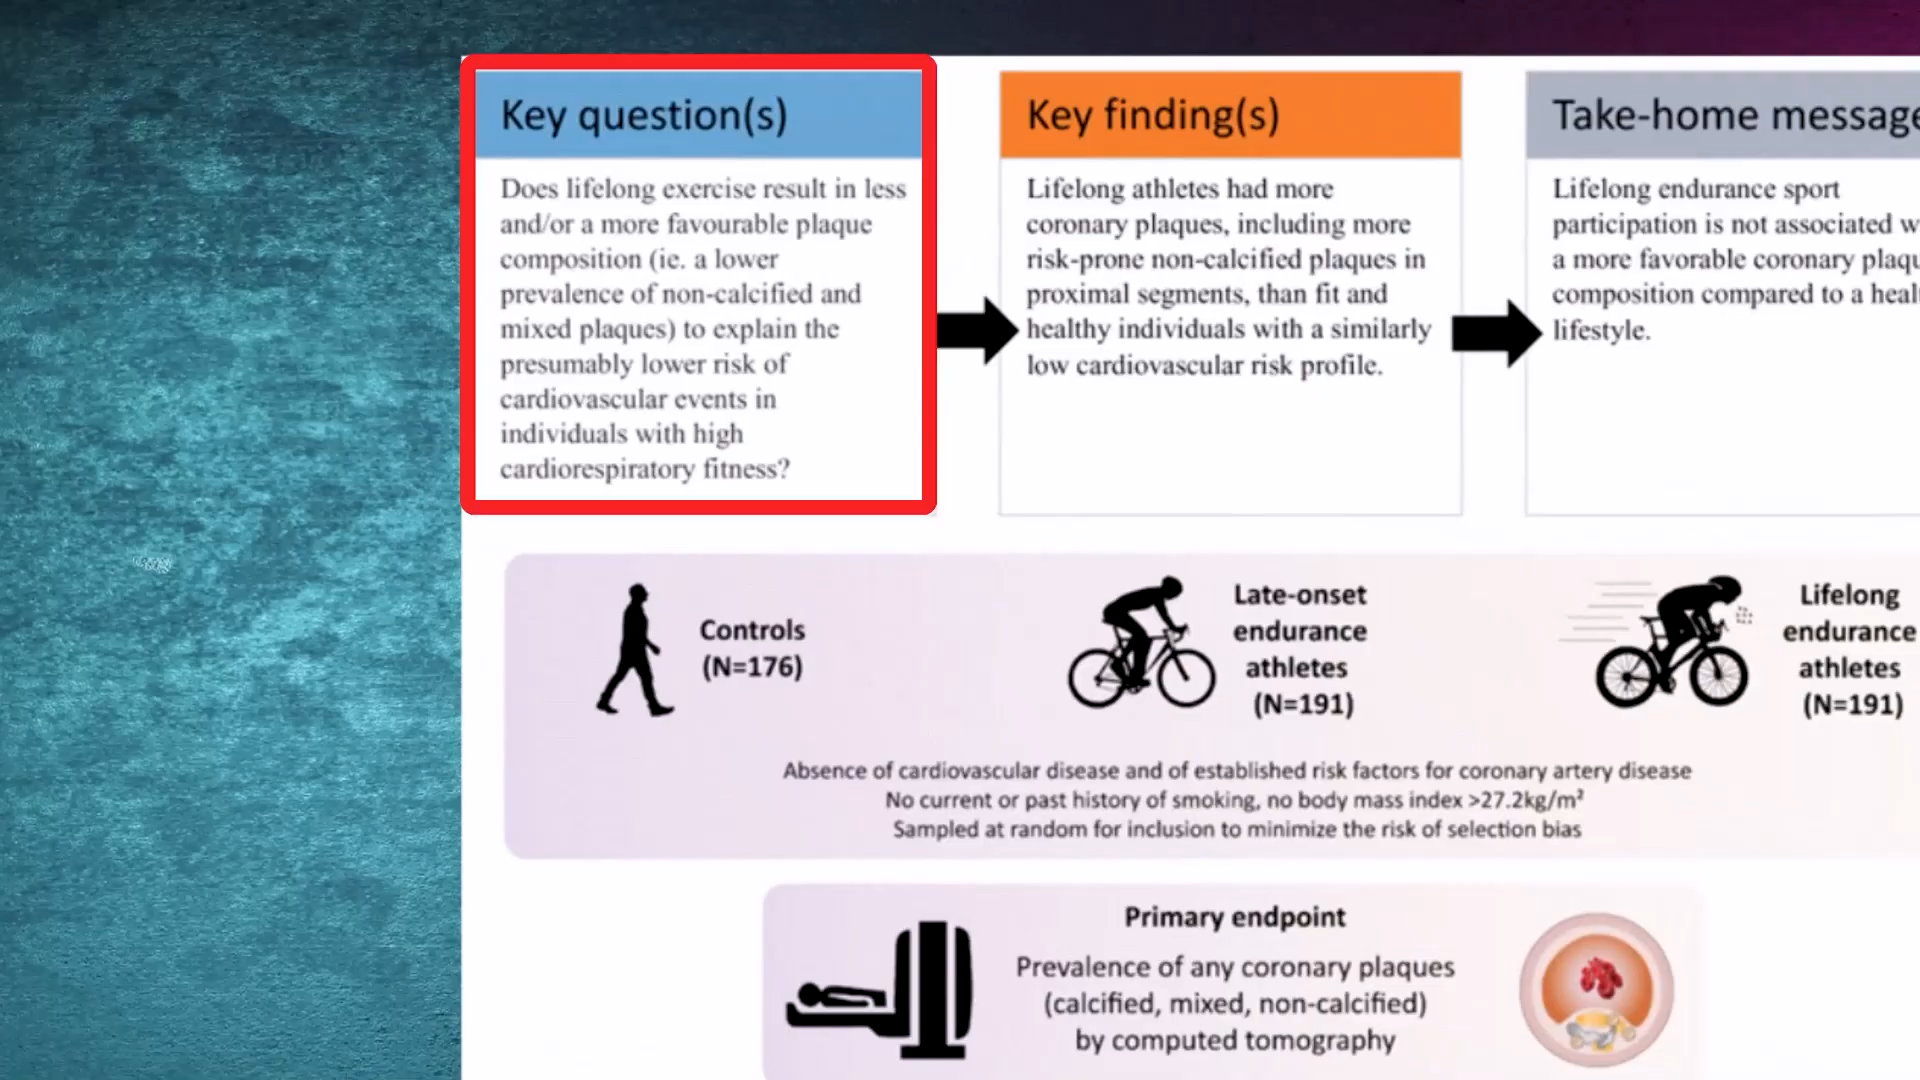 Key question(s)
Does lifelong exercise result in less
and/or a more favourable plaque
composition (ie. a lower
prevalence of non-calcified and
mixed plaques) to explain the
presumably lower risk of
cardiovascular events in
individuals with high
cardiorespiratory fitness?
Key finding(s)
Lifelong athletes had more
coronary plaques, including more
risk-prone non-calcified plaques in
proximal segments, than fit and
healthy individuals with a similarly
low cardiovascular risk profile.
Take-home message
Lifelong endurance sport
participation is not associated
a more favorable coronary
composition compared to a
lifestyle.
Controls
(N=176)
Late-onset
endurance
athletes
(N=191)
Lifelong
endurance
athletes
(N=191)
Absence of cardiovascular disease and of established risk factors for coronary artery disease
No current or past history of smoking, no body mass index >27.2kg/m²
Sampled at random for inclusion to minimize the risk of selection bias
Primary endpoint
Prevalence of any coronary plaques
(calcified, mixed, non-calcified)
by computed tomography